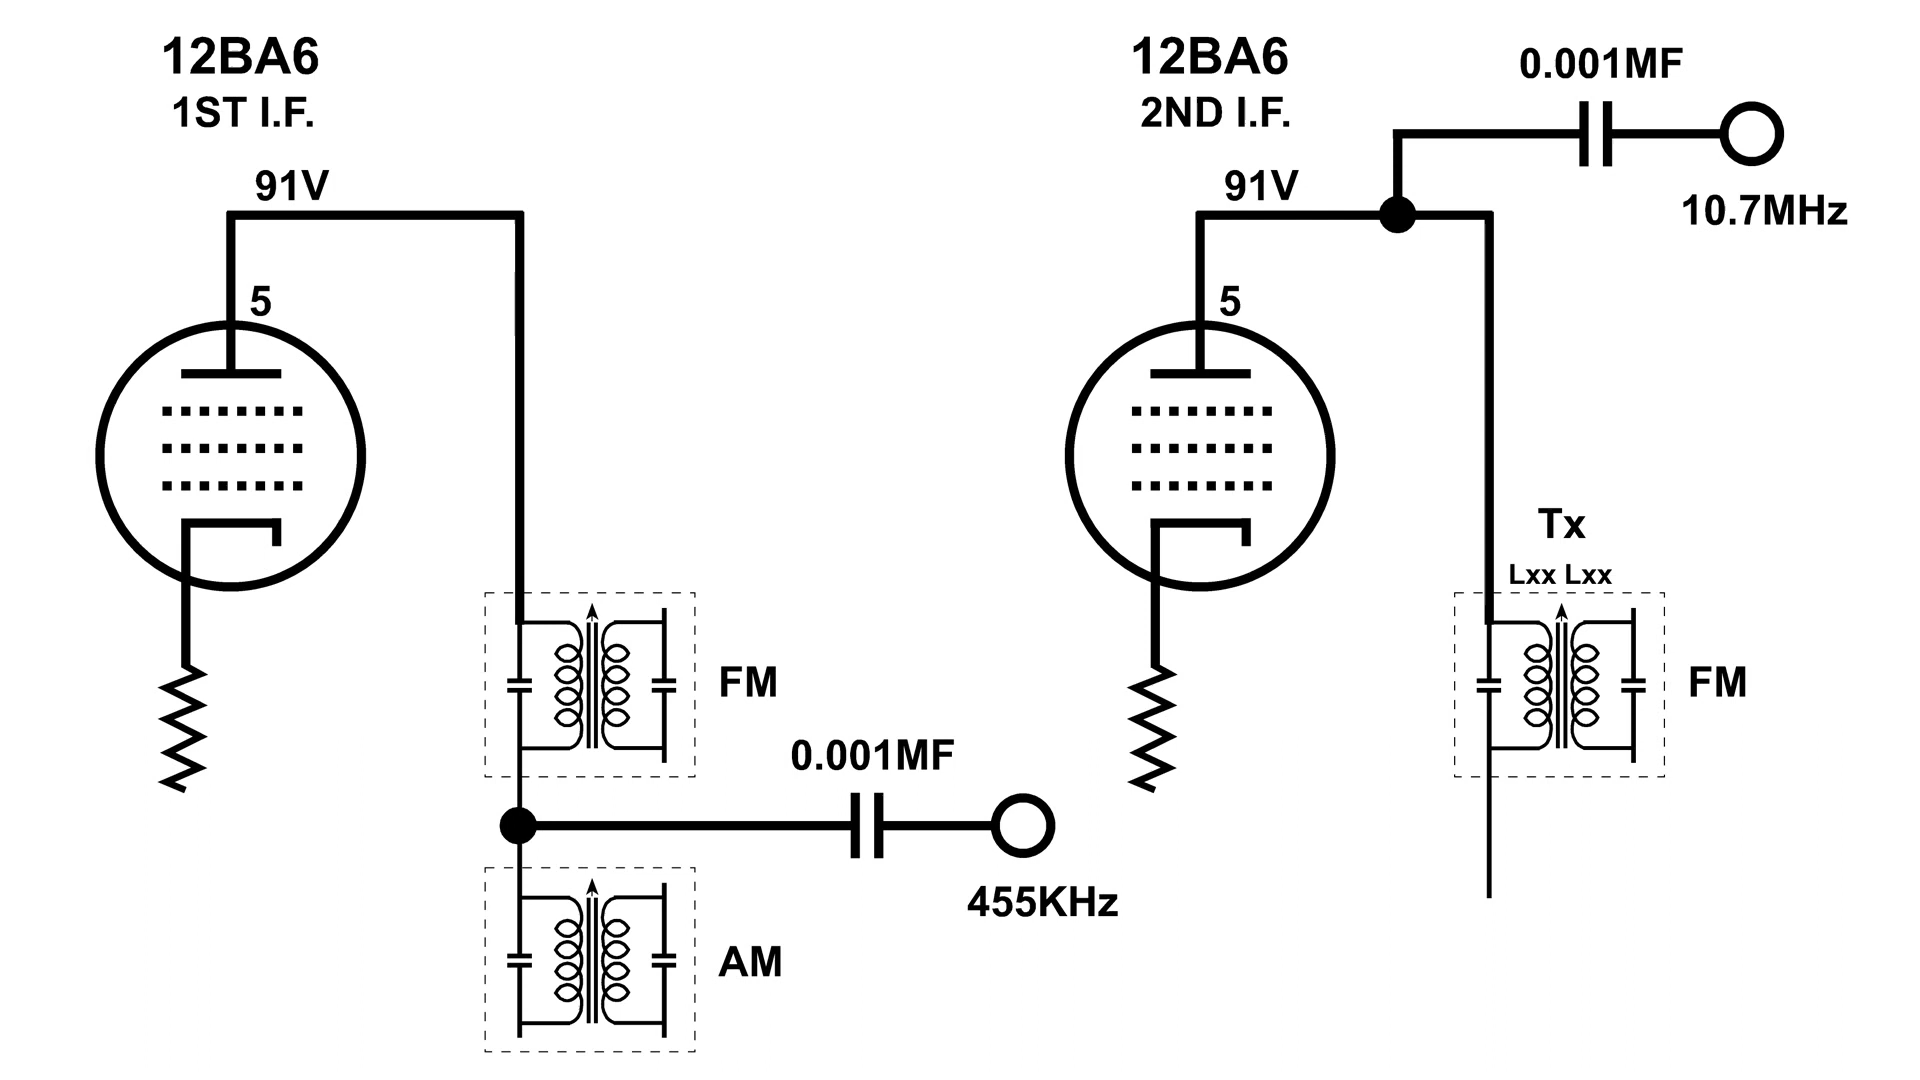 12BA6
1ST I.F.
91V
5
FM
0.001MF
455KHz
AM
12BA6
2ND I.F.
91V
5
0.001MF
10.7MHz
Tx
Lxx Lxx
FM